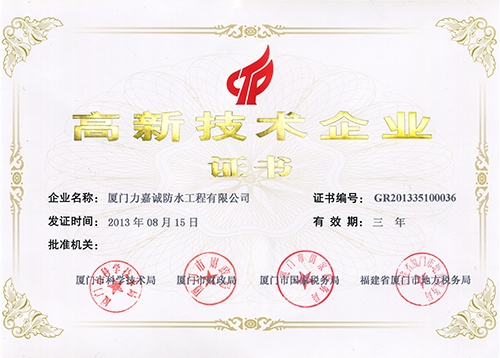 高新技术企业
证书
企业名称：厦门力嘉诚防水工程有限公司 证书编号：GR201335100036
发证时间：2013 年 08 月 15 日 有 效 期：三 年
批准机关：
厦门市科学技术局 厦门市财政局 厦门市国家税务局 福建省厦门市地方税务局